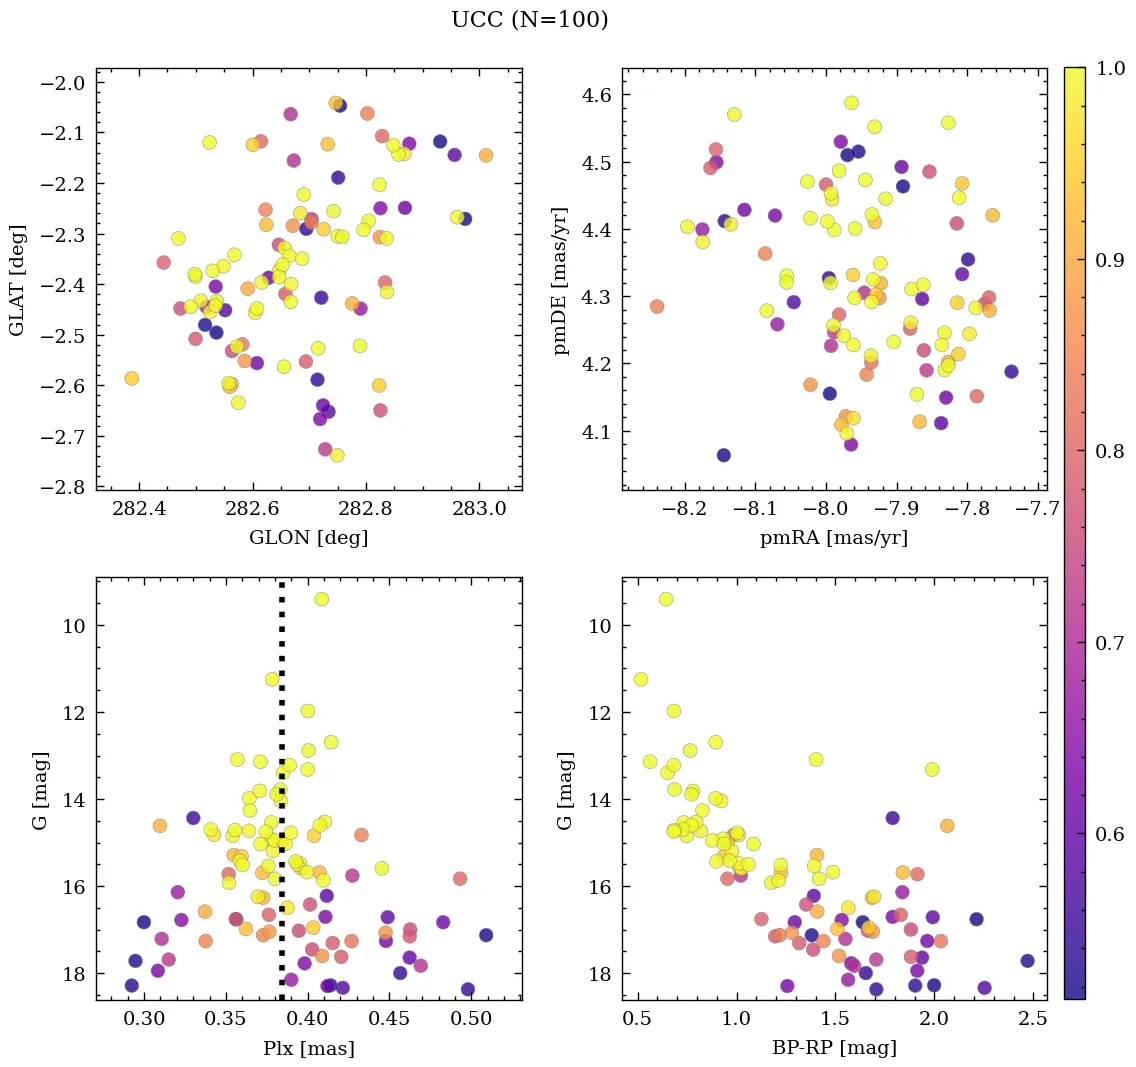 UCC (N=100)
−2.0
−2.1
−2.2
−2.3
−2.4
−2.5
−2.6
−2.7
−2.8
GLAT [deg]
282.4 282.6 282.8 283.0
GLON [deg]
4.6
4.5
4.4
4.3
4.2
4.1
pmDE [mas/yr]
−8.2 −8.1 −8.0 −7.9 −7.8 −7.7
pmRA [mas/yr]
1.0
0.9
0.8
0.7
0.6
10
12
14
16
18
G [mag]
0.30 0.35 0.40 0.45 0.50
Plx [mas]
10
12
14
16
18
G [mag]
0.5 1.0 1.5 2.0 2.5
BP-RP [mag]